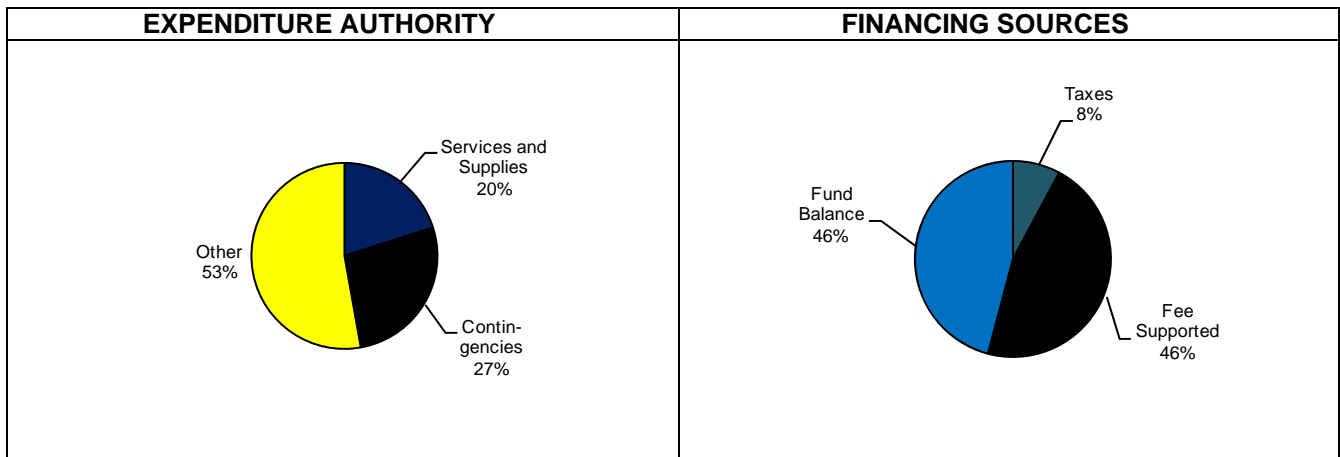 EXPENDITURE AUTHORITY
Services and
Supplies
20%
Other
53%
Contin-
gencies
27%
FINANCING SOURCES
Taxes
8%
Fund
Balance
46%
Fee
Supported
46%